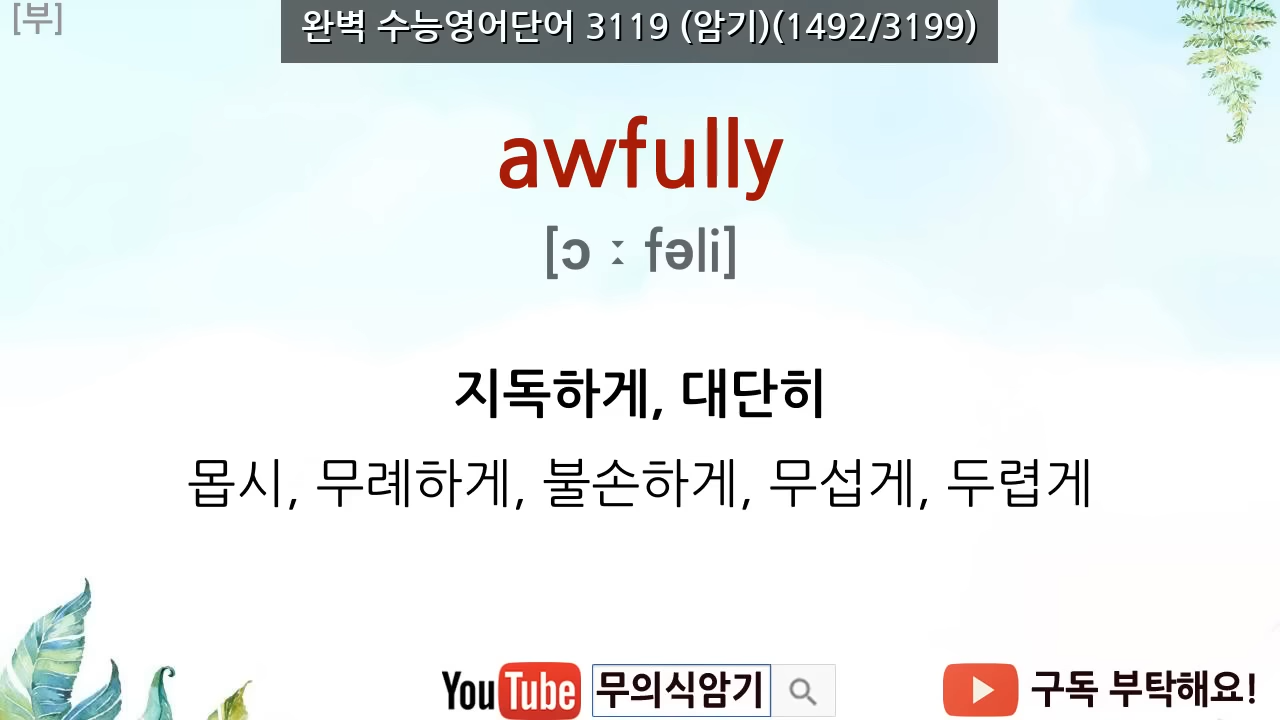 [부]
완벽 수능영어단어 3119 (암기)(1492/3199)
awfully
[ɔːfəli]
지독하게, 대단히
몹시, 무례하게, 불손하게, 무섭게, 두렵게
YouTube 무의식암기 구독 부탁해요!